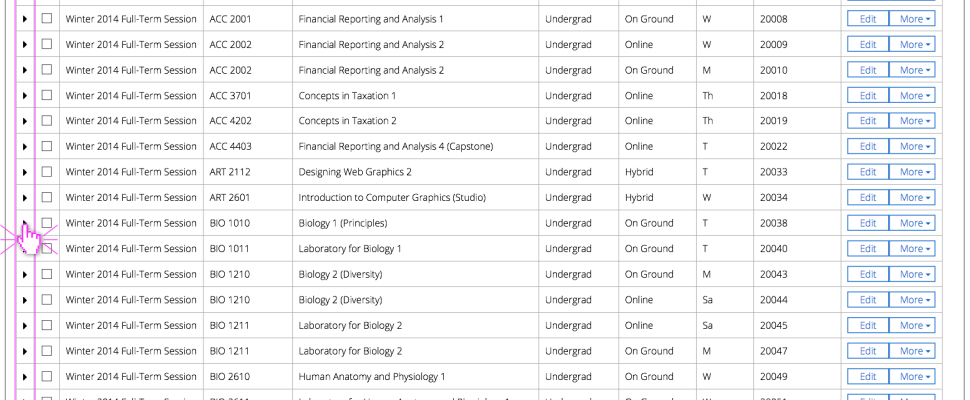 Winter 2014 Full-Term Session ACC 2001 Financial Reporting and Analysis 1 Undergrad On Ground W 20008 Edit More
Winter 2014 Full-Term Session ACC 2002 Financial Reporting and Analysis 2 Undergrad Online W 20009 Edit More
Winter 2014 Full-Term Session ACC 2002 Financial Reporting and Analysis 2 Undergrad On Ground M 20010 Edit More
Winter 2014 Full-Term Session ACC 3701 Concepts in Taxation 1 Undergrad Online Th 20018 Edit More
Winter 2014 Full-Term Session ACC 4202 Concepts in Taxation 2 Undergrad Online Th 20019 Edit More
Winter 2014 Full-Term Session ACC 4403 Financial Reporting and Analysis 4 (Capstone) Undergrad Online T 20022 Edit More
Winter 2014 Full-Term Session ART 2112 Designing Web Graphics 2 Undergrad Hybrid T 20033 Edit More
Winter 2014 Full-Term Session ART 2601 Introduction to Computer Graphics (Studio) Undergrad Hybrid W 20034 Edit More
Winter 2014 Full-Term Session BIO 1010 Biology 1 (Principles) Undergrad On Ground T 20038 Edit More
Winter 2014 Full-Term Session BIO 1011 Laboratory for Biology 1 Undergrad On Ground T 20040 Edit More
Winter 2014 Full-Term Session BIO 1210 Biology 2 (Diversity) Undergrad On Ground M 20043 Edit More
Winter 2014 Full-Term Session BIO 1210 Biology 2 (Diversity) Undergrad Online Sa 20044 Edit More
Winter 2014 Full-Term Session BIO 1211 Laboratory for Biology 2 Undergrad Online Sa 20045 Edit More
Winter 2014 Full-Term Session BIO 1211 Laboratory for Biology 2 Undergrad On Ground M 20047 Edit More
Winter 2014 Full-Term Session BIO 2610 Human Anatomy and Physiology 1 Undergrad On Ground W 20049 Edit More